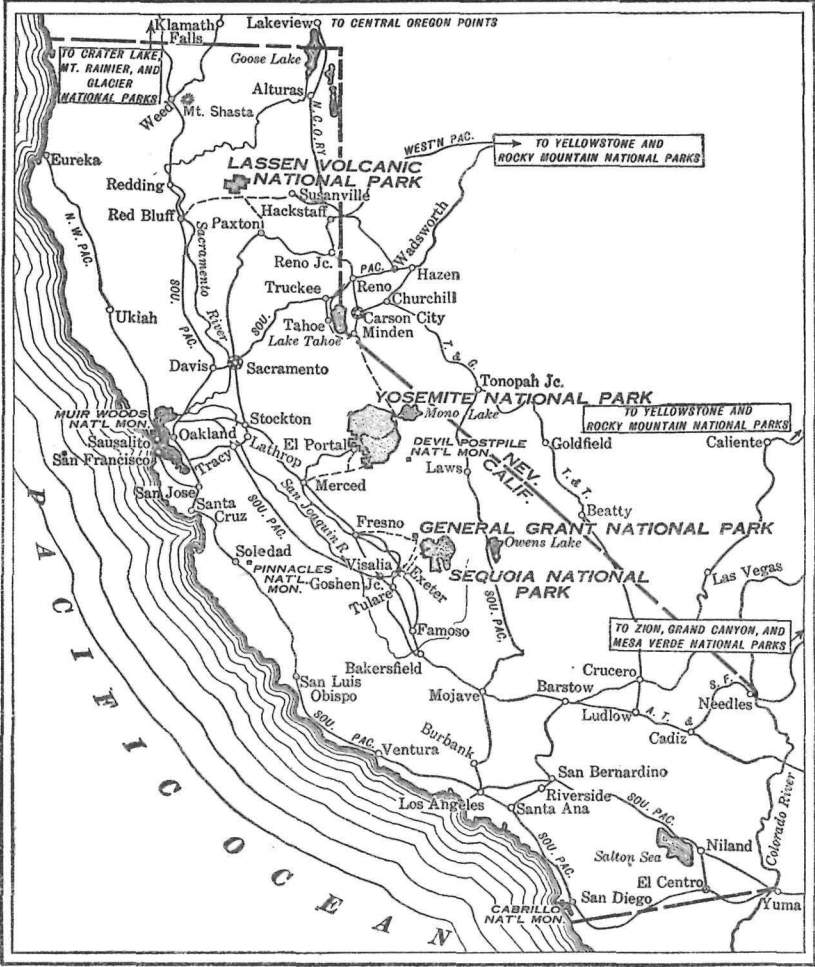 Klamath
Falls
Lakeview
TO CENTRAL OREGON POINTS
TO CRATER LAKE,
MT. RAINIER, AND
GLACIER
NATIONAL PARKS
Goose Lake
Alturas
Weed
Mt. Shasta
N.C.O.RY
WEST'N PAC.
TO YELLOWSTONE AND
ROCKY MOUNTAIN NATIONAL PARKS
Eureka
LASSEN VOLCANIC
NATIONAL PARK
Redding
Susanville
Red Bluff
Hackstaff
Paxton
N.W. PAC.
Sacramento
River
Wadsworth
Reno Jc.
PAC.
Hazen
Reno
Truckee
Churchill
SOU.
PAC.
Ukiah
SOU.
Tahoe
Carson City
Lake Tahoe
Minden
T. & G.
Davis
Sacramento
Tonopah Jc.
YOSEMITE NATIONAL PARK
Mono Lake
TO YELLOWSTONE AND
ROCKY MOUNTAIN NATIONAL PARKS
MUIR WOODS
NAT'L MON.
Stockton
Oakland
Sausalito
San Francisco
Lathrop
Tracy
El Portal
DEVIL POSTPILE
NAT'L MON.
Goldfield
Caliente
Laws
NEV.
CALIF.
T. & T.
San Jose
Merced
Santa
Cruz
SOU. PAC.
San Joaquin R.
Beatty
Fresno
GENERAL GRANT NATIONAL PARK
Owens Lake
Soledad
PINNACLES
NAT'L.
MON.
Visalia
Goshen Jc.
Exeter
Tulare
SEQUOIA NATIONAL
PARK
Las Vegas
SOU. PAC.
Famoso
TO ZION, GRAND CANYON, AND
MESA VERDE NATIONAL PARKS
Bakersfield
San Luis
Obispo
Mojave
Barstow
Crucero
Ludlow
A. T. &
S. F.
Needles
Cadiz
SOU.
PAC.
Ventura
Burbank
Los Angeles
San Bernardino
Riverside
Santa Ana
SOU. PAC.
Colorado River
SOU. PAC.
Salton Sea
Niland
El Centro
San Diego
CABRILLO
NAT'L MON.
Yuma
PACIFIC OCEAN